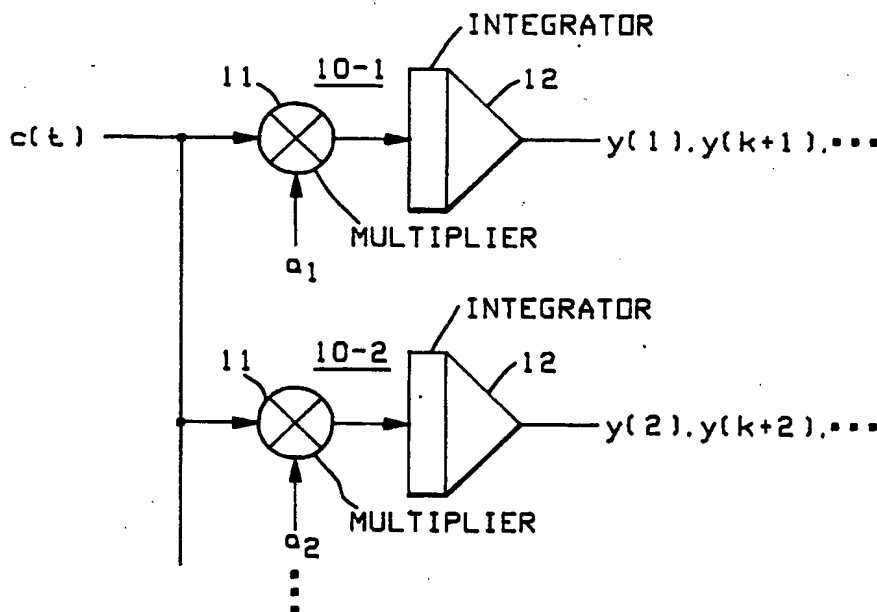 INTEGRATOR
11
10-1
12
c(t)
y(1).y(k+1).▪▪▪
MULTIPLIER
a1
INTEGRATOR
11
10-2
12
y(2).y(k+2).▪▪▪
MULTIPLIER
a2